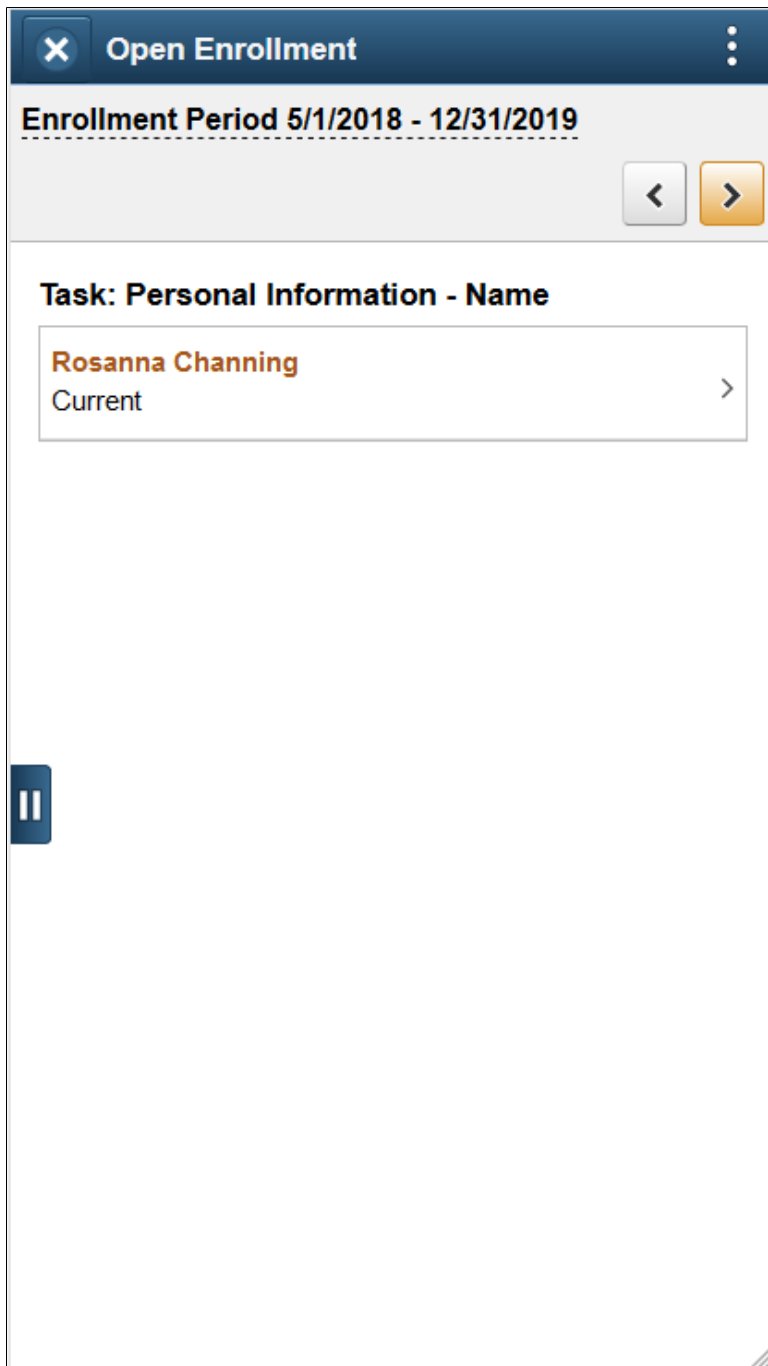 Open Enrollment
Enrollment Period 5/1/2018 - 12/31/2019
Task: Personal Information - Name
Rosanna Channing
Current